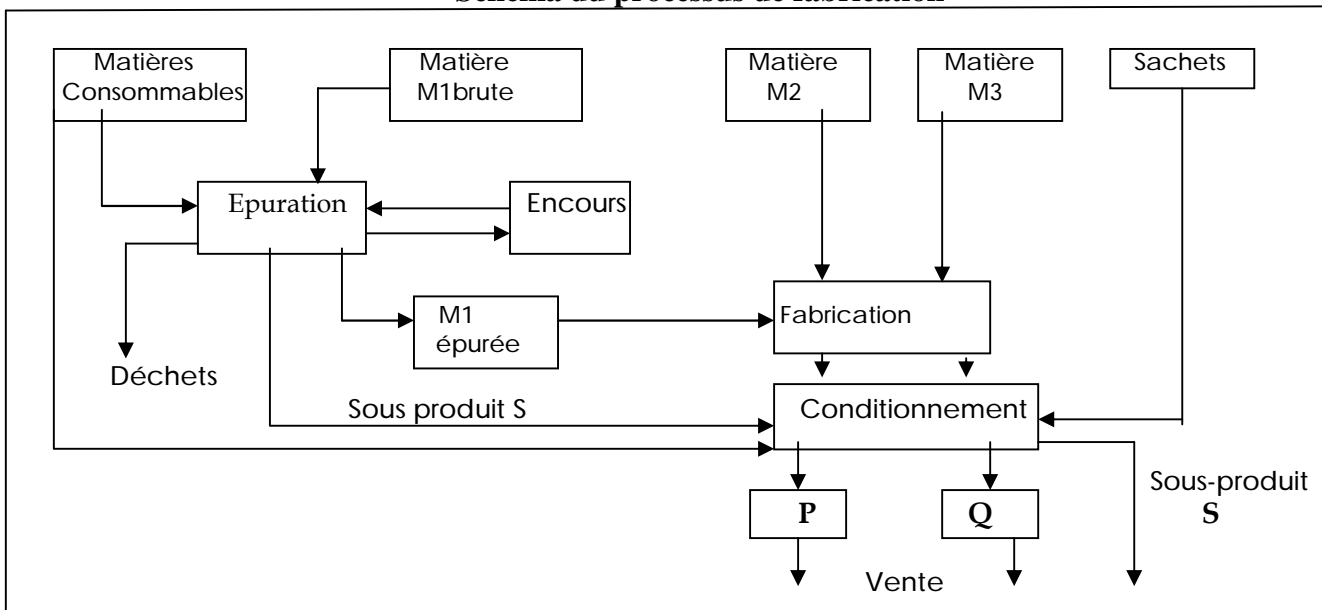 Schéma du processus de fabrication
Matières
Consommables
Matière
M1brute
Matière
M2
Matière
M3
Sachets
Epuration
Encours
M1
épurée
Fabrication
Déchets
Sous produit S
Conditionnement
Sous-produit
S
P
Q
Vente